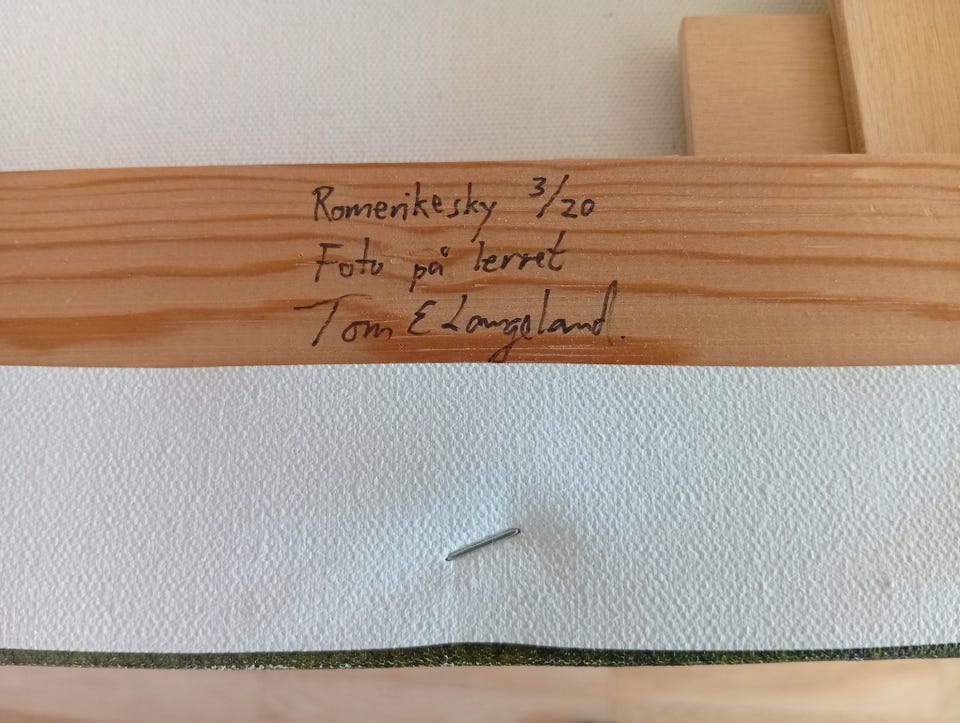 Romerikesky 3/20
Foto på lerret
Tom E Langeland.